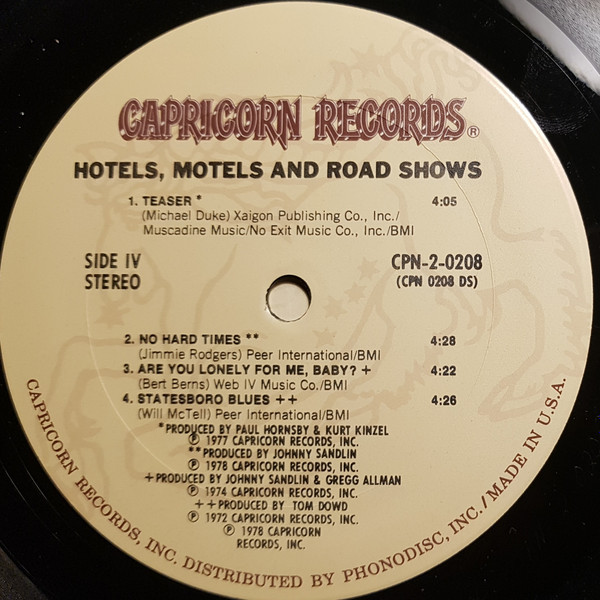 CAPRICORN RECORDS®
HOTELS, MOTELS AND ROAD SHOWS
1. TEASER * 4:05
(Michael Duke) Xaigon Publishing Co., Inc./
Muscadine Music/No Exit Music Co., Inc./BMI
SIDE IV CPN-2-0208
STEREO (CPN 0208 DS)
2. NO HARD TIMES ** 4:28
(Jimmie Rodgers) Peer International/BMI
3. ARE YOU LONELY FOR ME, BABY? + 4:22
(Bert Berns) Web IV Music Co./BMI
4. STATESBORO BLUES ++ 4:26
(Will McTell) Peer International/BMI
*PRODUCED BY PAUL HORNSBY & KURT KINZEL
℗ 1977 CAPRICORN RECORDS, INC.
**PRODUCED BY JOHNNY SANDLIN
℗ 1978 CAPRICORN RECORDS, INC.
+PRODUCED BY JOHNNY SANDLIN & GREGG ALLMAN
℗ 1974 CAPRICORN RECORDS, INC.
++PRODUCED BY TOM DOWD
℗ 1972 CAPRICORN RECORDS, INC.
℗ 1978 CAPRICORN
RECORDS, INC.
CAPRICORN RECORDS, INC. DISTRIBUTED BY PHONODISC, INC./MADE IN U.S.A.